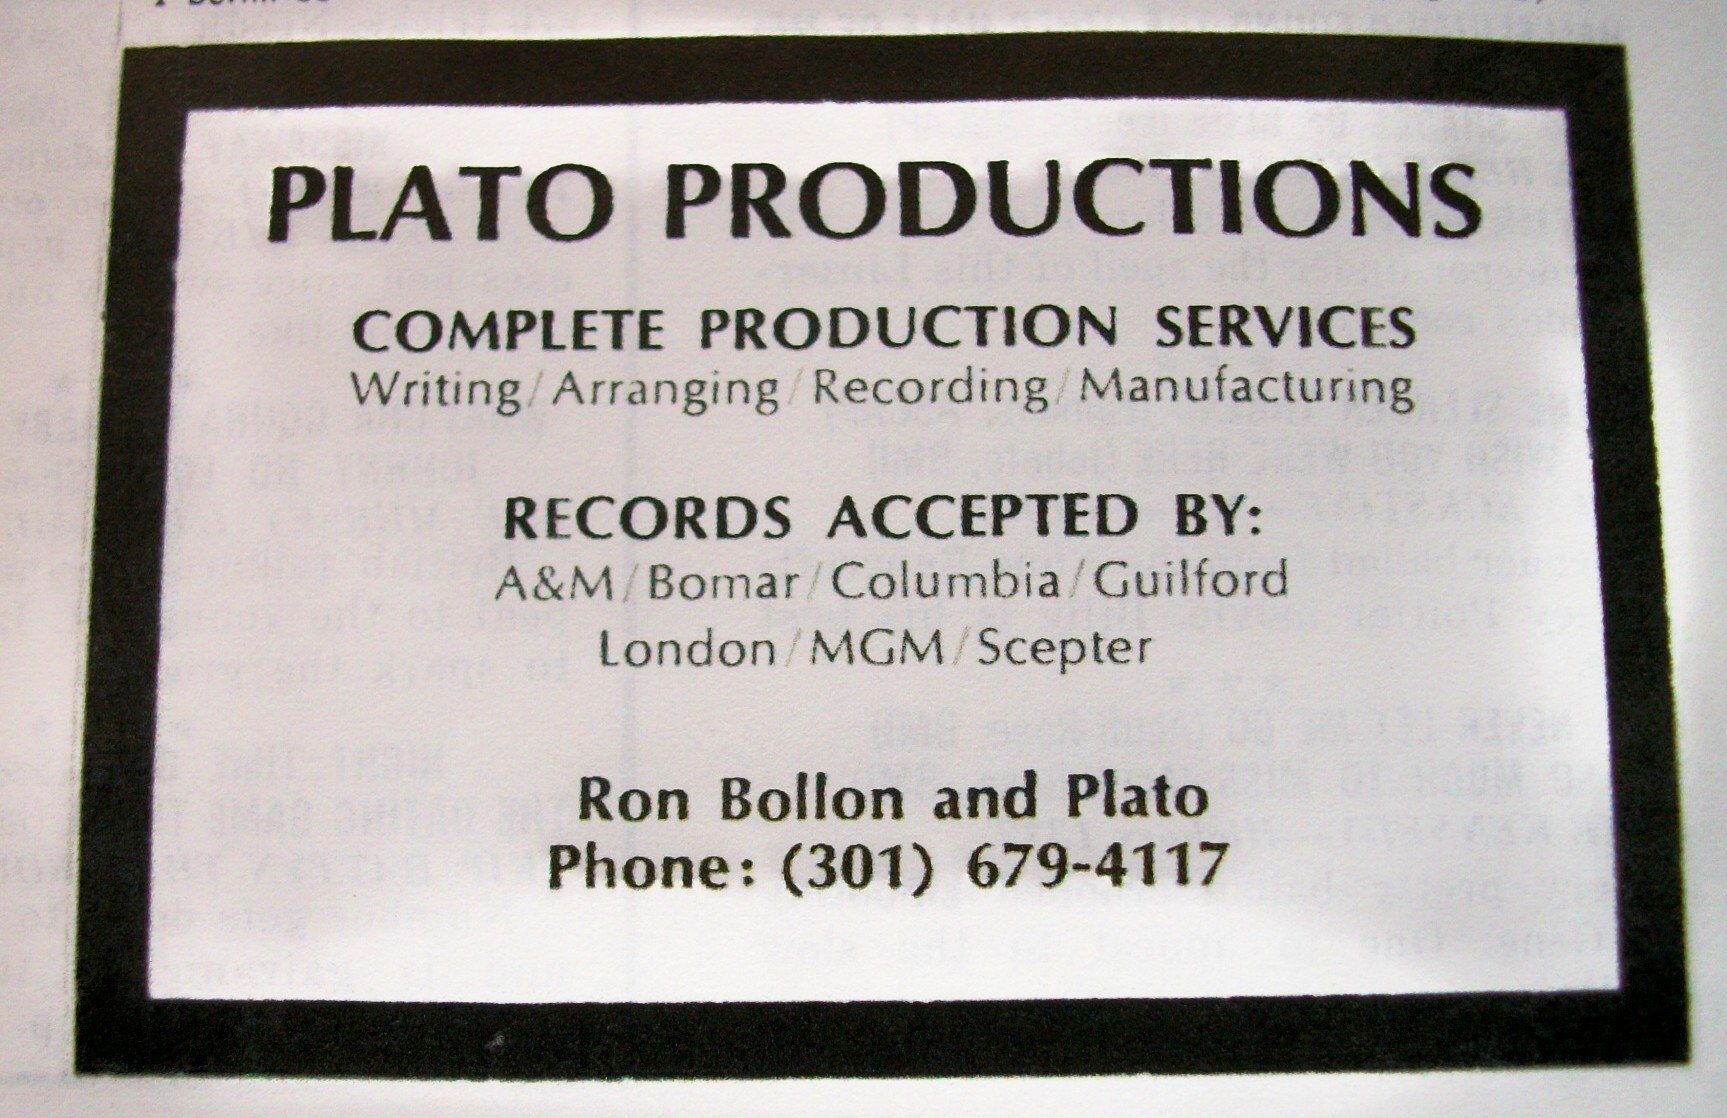 PLATO PRODUCTIONS
COMPLETE PRODUCTION SERVICES
Writing/Arranging/Recording/Manufacturing
RECORDS ACCEPTED BY:
A&M/Bomar/Columbia/Guilford
London/MGM/Scepter
Ron Bollon and Plato
Phone: (301) 679-4117